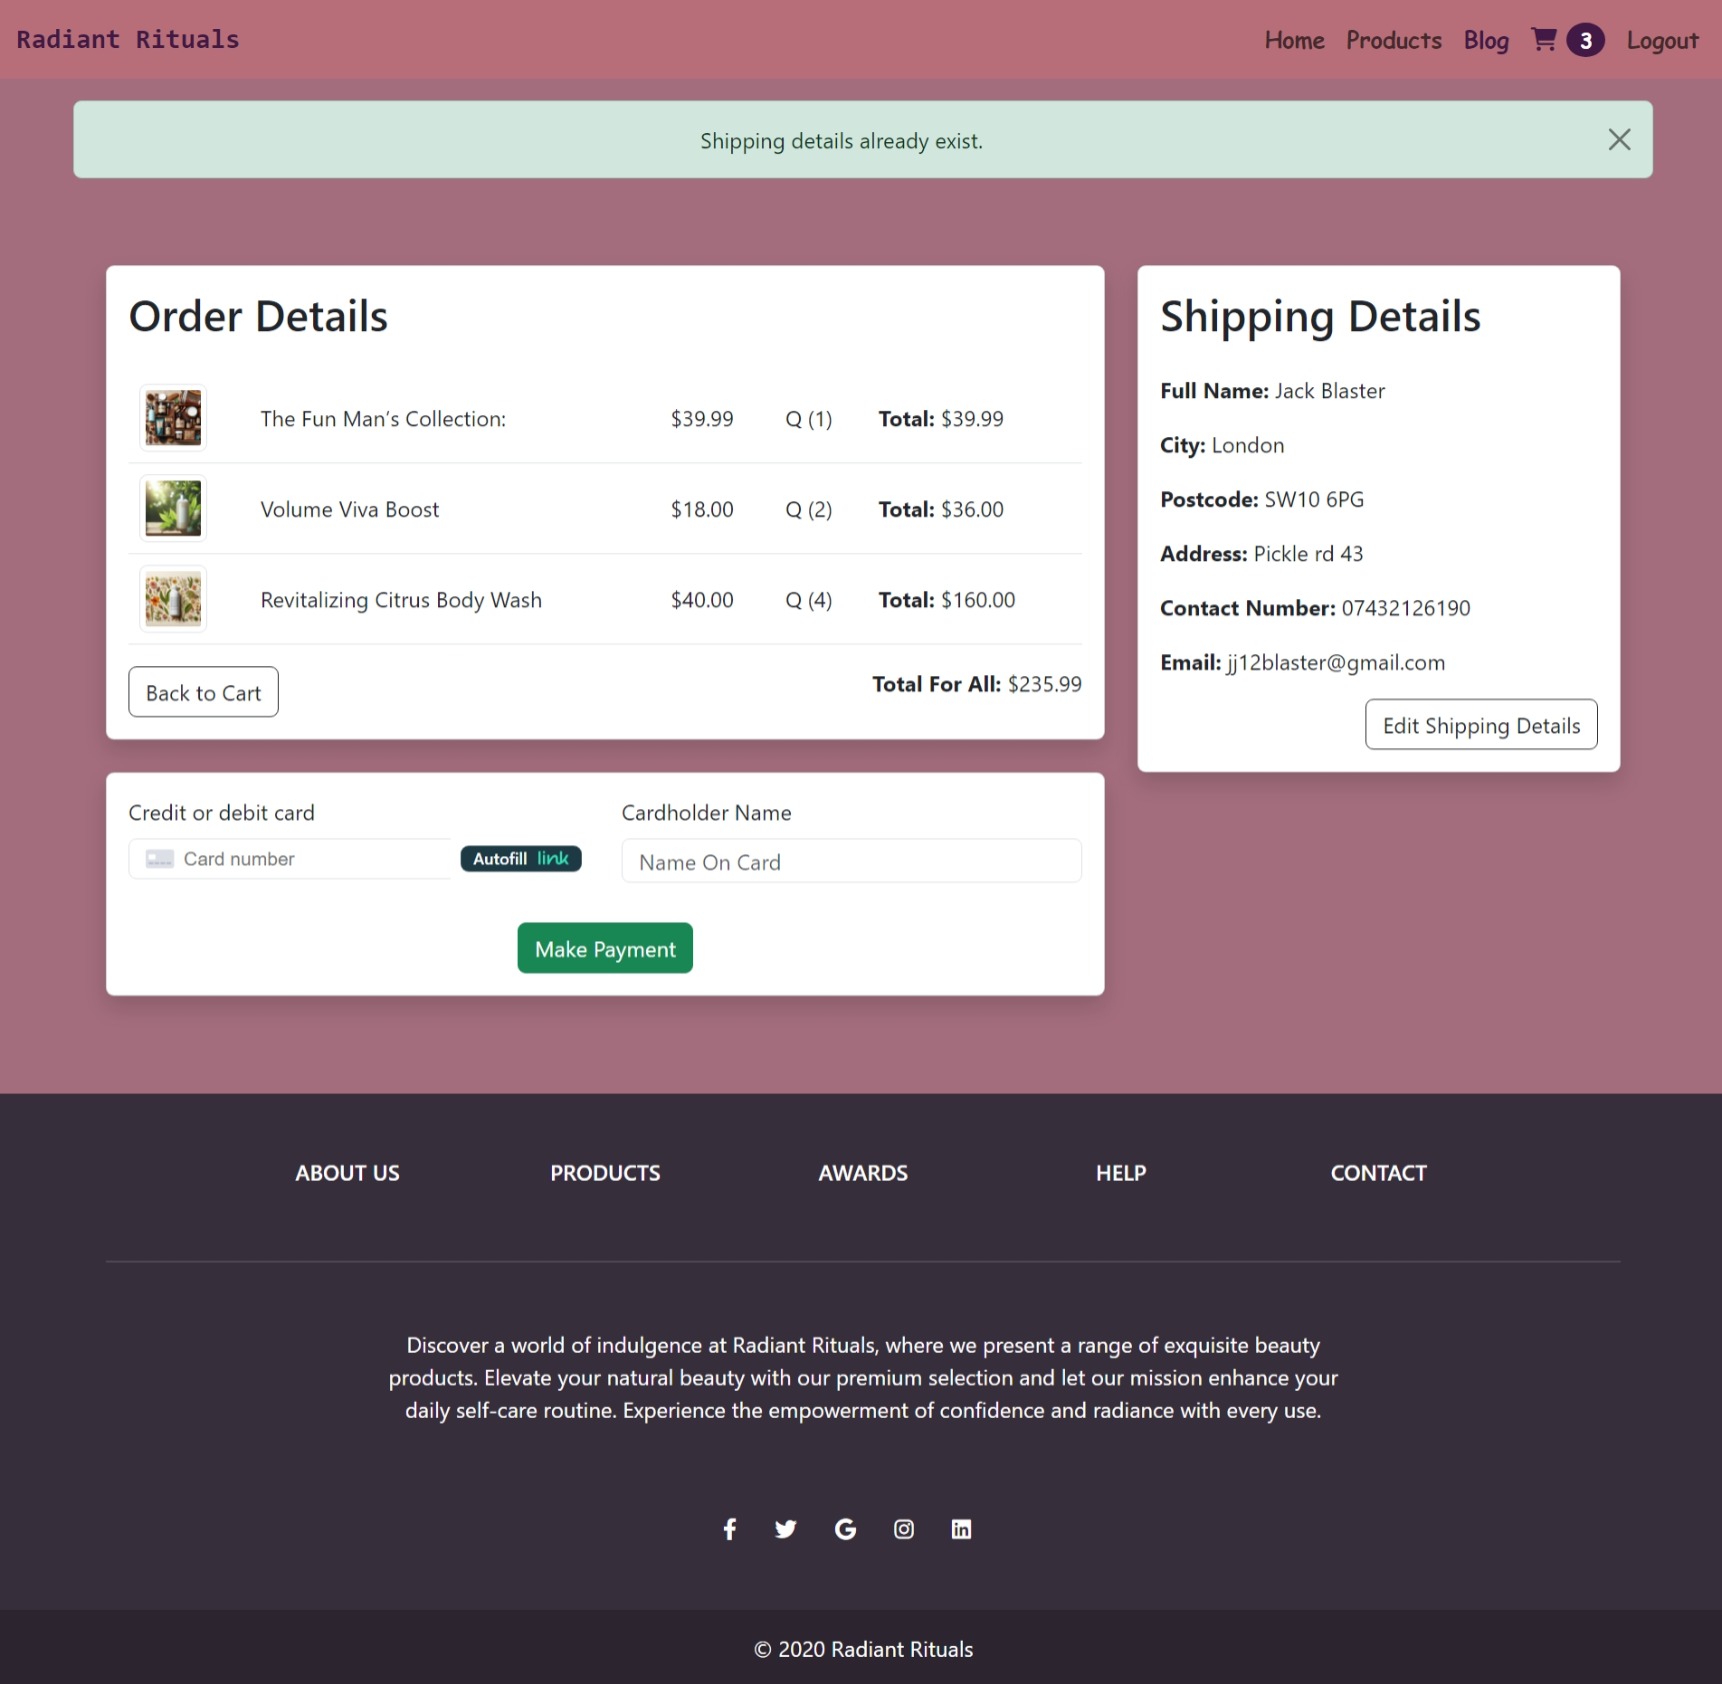 Radiant Rituals
Home Products Blog 3 Logout
Shipping details already exist.
Order Details
The Fun Man's Collection: $39.99 Q (1) Total: $39.99
Volume Viva Boost $18.00 Q (2) Total: $36.00
Revitalizing Citrus Body Wash $40.00 Q (4) Total: $160.00
Back to Cart
Total For All: $235.99
Shipping Details
Full Name: Jack Blaster
City: London
Postcode: SW10 6PG
Address: Pickle rd 43
Contact Number: 07432126190
Email: jj12blaster@gmail.com
Edit Shipping Details
Credit or debit card
Card number
Autofill link
Cardholder Name
Name On Card
Make Payment
ABOUT US PRODUCTS AWARDS HELP CONTACT
Discover a world of indulgence at Radiant Rituals, where we present a range of exquisite beauty
products. Elevate your natural beauty with our premium selection and let our mission enhance your
daily self-care routine. Experience the empowerment of confidence and radiance with every use.
© 2020 Radiant Rituals